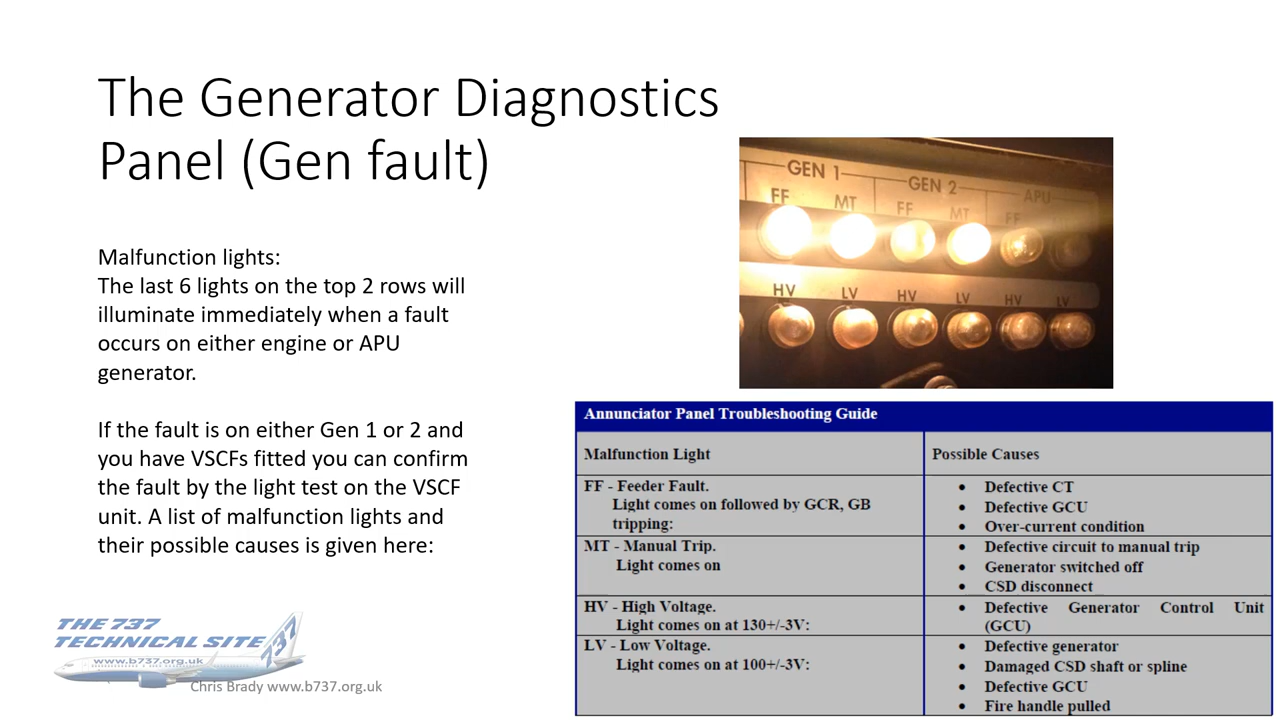 The Generator Diagnostics
Panel (Gen fault)
Malfunction lights:
The last 6 lights on the top 2 rows will
illuminate immediately when a fault
occurs on either engine or APU
generator.
If the fault is on either Gen 1 or 2 and
you have VSCFs fitted you can confirm
the fault by the light test on the VSCF
unit. A list of malfunction lights and
their possible causes is given here:
GEN 1 GEN 2 APU
FF MT FF MT FF
HV LV HV LV HV LV
Annunciator Panel Troubleshooting Guide
Malfunction Light Possible Causes
FF - Feeder Fault.
Light comes on followed by GCR, GB
tripping:
• Defective CT
• Defective GCU
• Over-current condition
MT - Manual Trip.
Light comes on
• Defective circuit to manual trip
• Generator switched off
• CSD disconnect
HV - High Voltage.
Light comes on at 130+/-3V:
• Defective Generator Control Unit
(GCU)
LV - Low Voltage.
Light comes on at 100+/-3V:
• Defective generator
• Damaged CSD shaft or spline
• Defective GCU
• Fire handle pulled
THE 737
TECHNICAL SITE
737
www.b737.org.uk
Chris Brady www.b737.org.uk